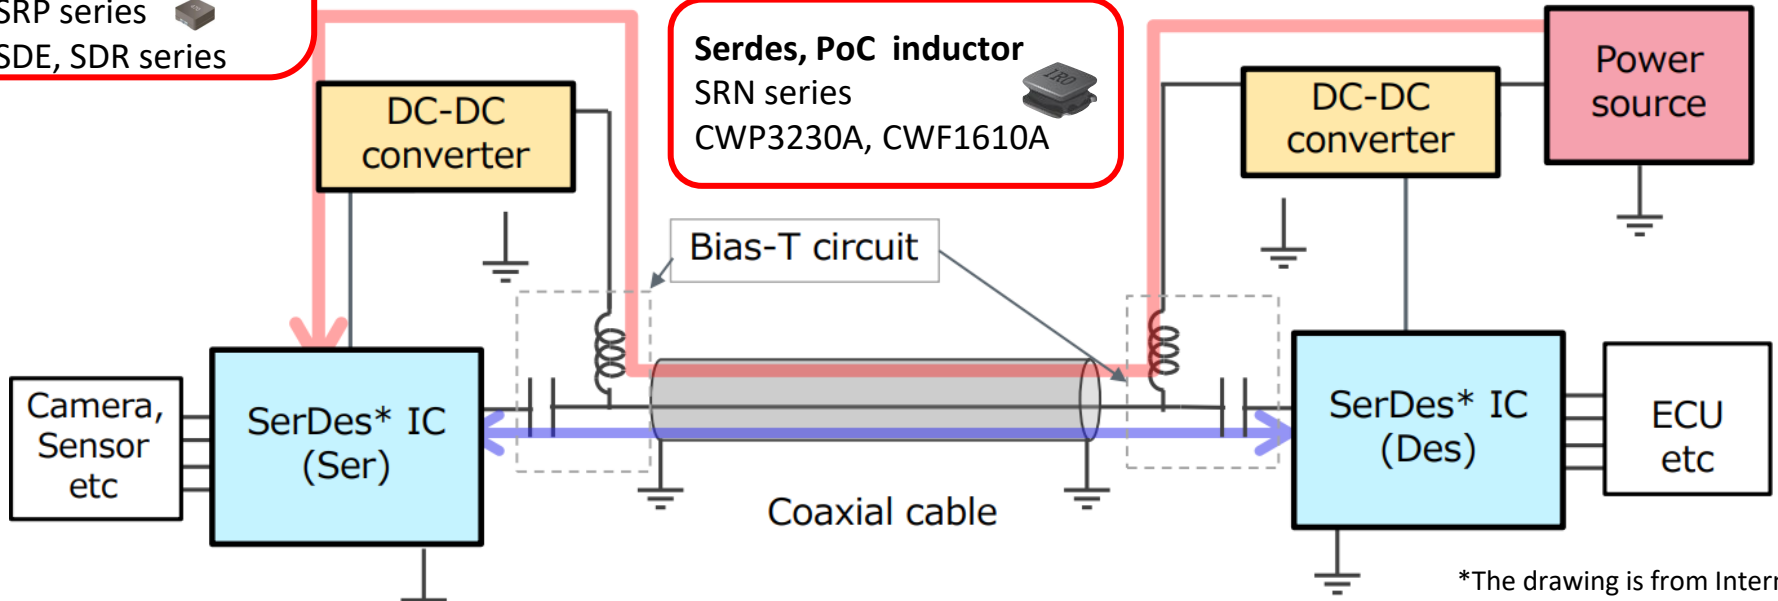 SRP series
SDE, SDR series
Serdes, PoC inductor
SRN series
CWP3230A, CWF1610A
1R0
DC-DC
converter
DC-DC
converter
Power
source
Bias-T circuit
Camera,
Sensor
etc
SerDes* IC
(Ser)
SerDes* IC
(Des)
ECU
etc
Coaxial cable
*The drawing is from Intern